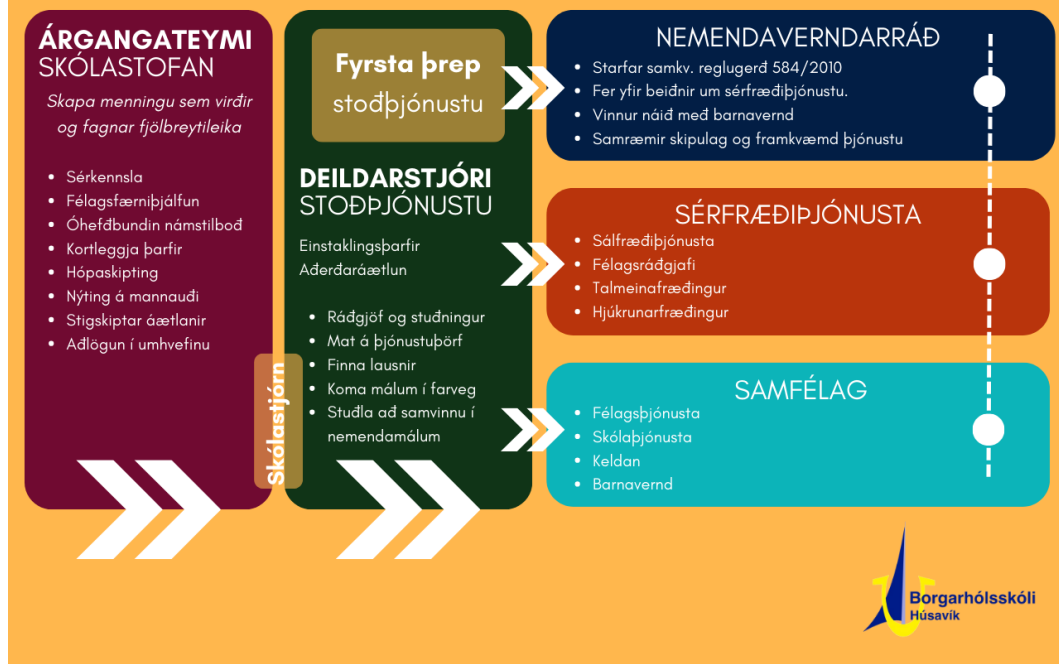 ÁRGANGATEYMI
SKÓLASTOFAN
Skapa menningu sem virðir
og fagnar fjölbreytileika
• Sérkennsla
• Félagsfærniþjálfun
• Óhefðbundin námstilboð
• Kortleggja þarfir
• Hópaskipting
• Nýting á mannauði
• Stigskiptar áætlanir
• Aðlögun í umhvefinu
Skólastjórn
Fyrsta þrep
stoðþjónustu
DEILDARSTJÓRI
STOÐÞJÓNUSTU
Einstaklingsþarfir
Aðerðaráætlun
• Ráðgjöf og stuðningur
• Mat á þjónustuþörf
• Finna lausnir
• Koma málum í farveg
• Stuðla að samvinnu í
nemendamálum
NEMENDAVERNDARRÁÐ
• Starfar samkv. reglugerð 584/2010
• Fer yfir beiðnir um sérfræðiþjónustu.
• Vinnur náið með barnavernd
• Samræmir skipulag og framkvæmd þjónustu
SÉRFRÆÐIÞJÓNUSTA
• Sálfræðiþjónusta
• Félagsráðgjafi
• Talmeinafræðingur
• Hjúkrunarfræðingur
SAMFÉLAG
• Félagsþjónusta
• Skólaþjónusta
• Keldan
• Barnavernd
Borgarhólsskóli
Húsavík